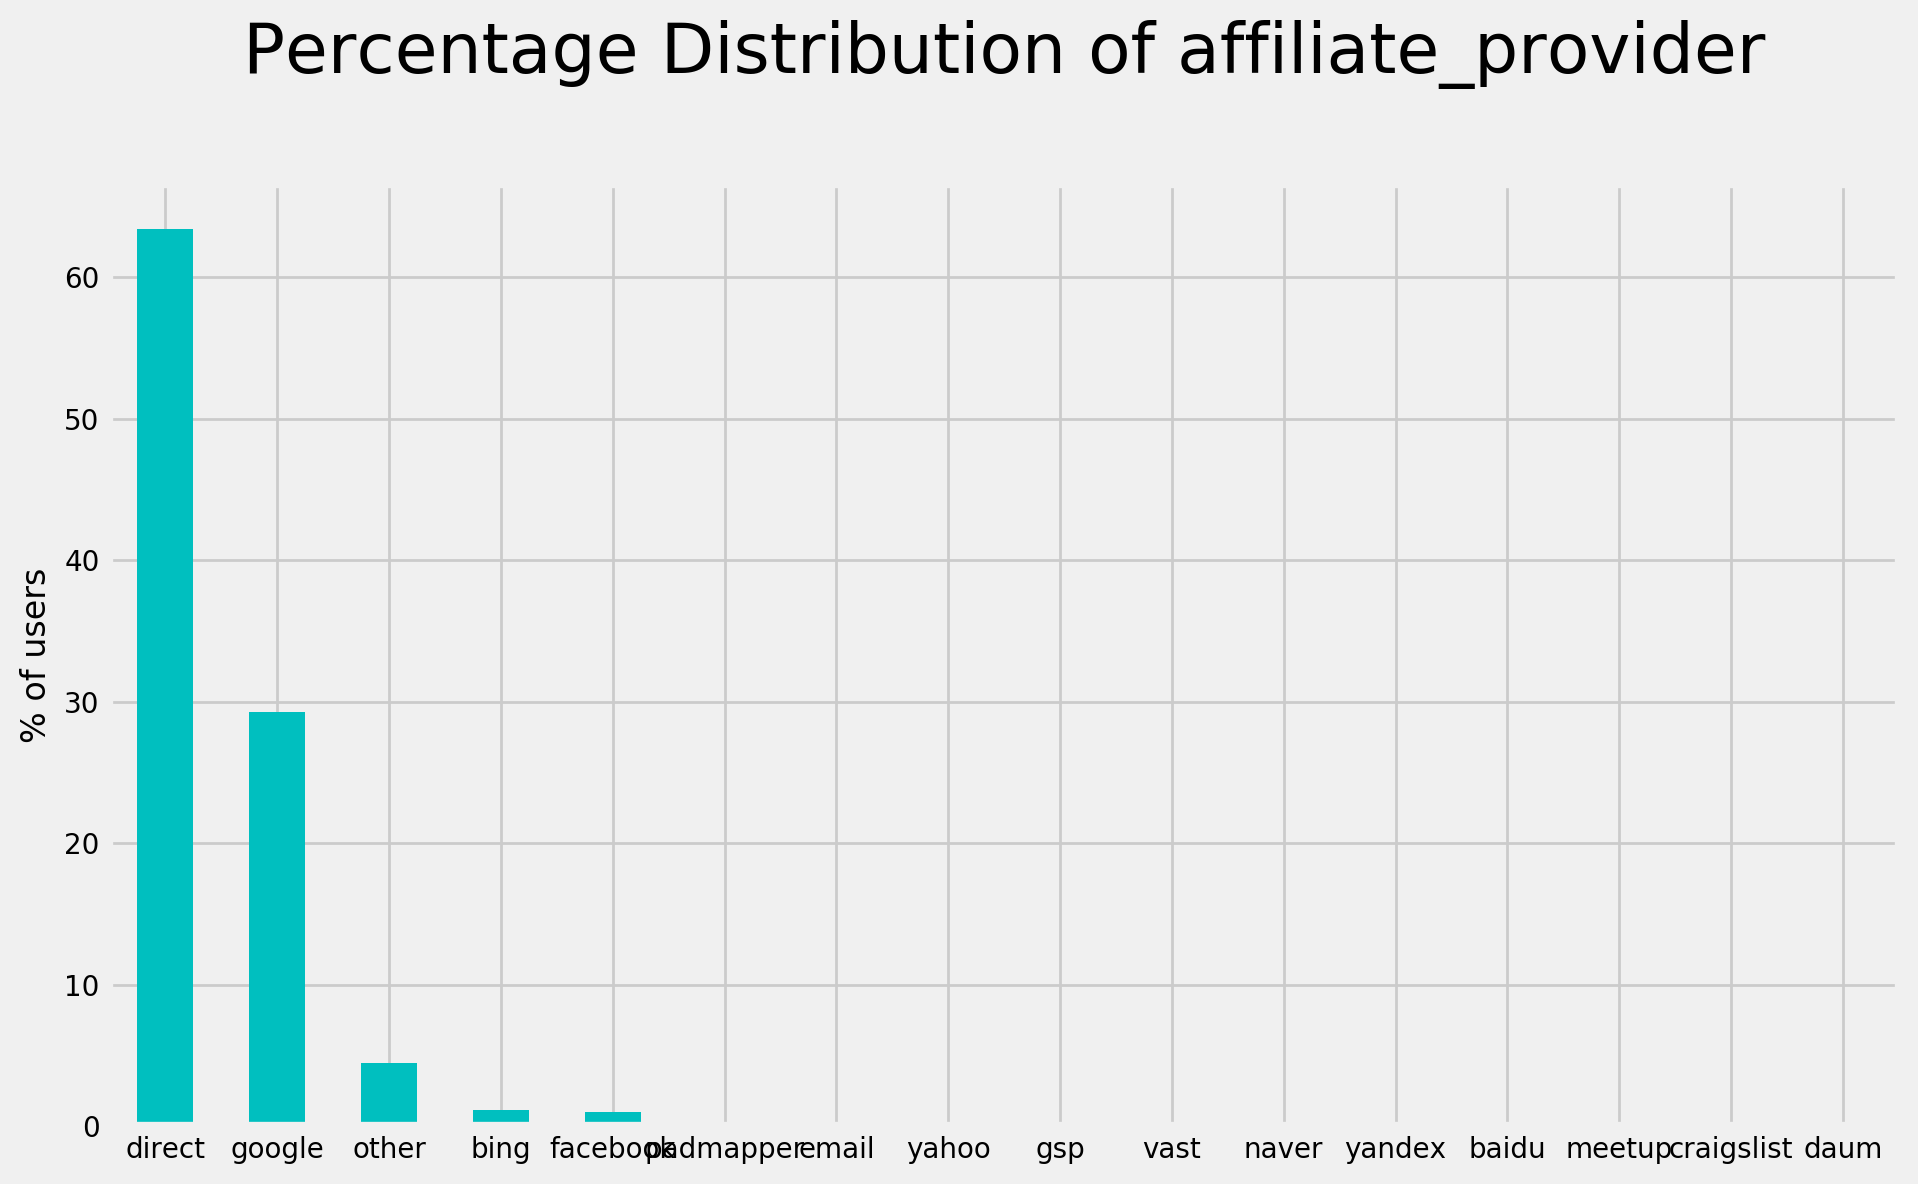 Percentage Distribution of affiliate_provider
% of users
60
50
40
30
20
10
0
direct google other bing facebook padmapper email yahoo gsp vast naver yandex baidu meetup craigslist daum